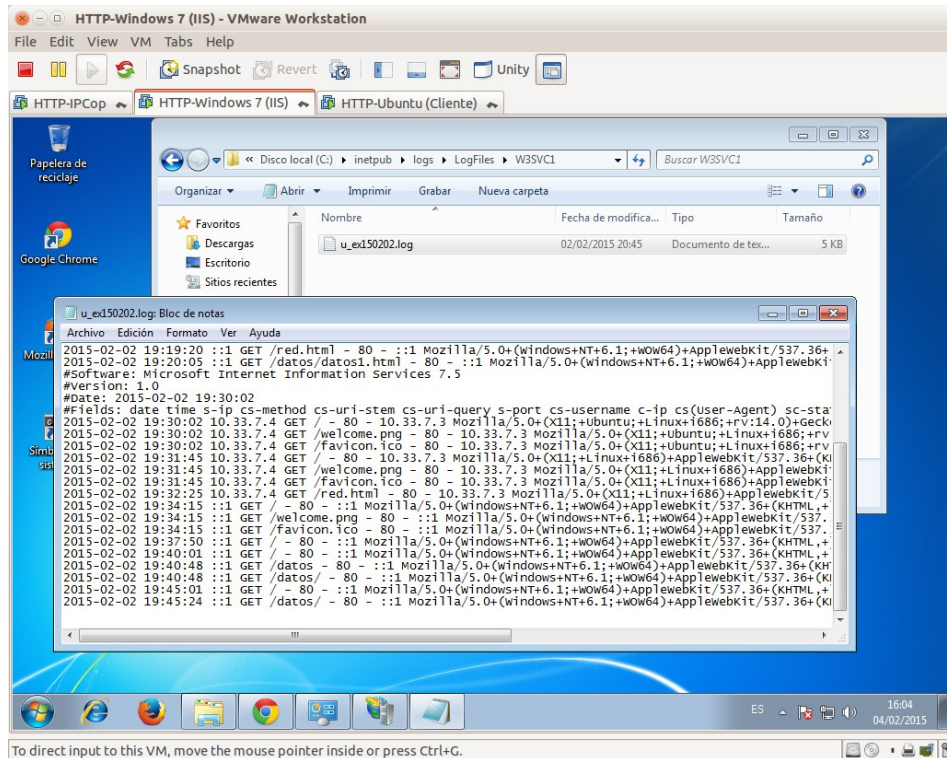 HTTP-Windows 7 (IIS) - VMware Workstation
File Edit View VM Tabs Help
Snapshot Revert Unity
HTTP-IPCop HTTP-Windows 7 (IIS) HTTP-Ubuntu (Cliente)
Papelera de
reciclaje
« Disco local (C:) ▸ inetpub ▸ logs ▸ LogFiles ▸ W3SVC1 Buscar W3SVC1
Organizar Abrir Imprimir Grabar Nueva carpeta
Favoritos
Descargas
Escritorio
Sitios recientes
Nombre Fecha de modifica... Tipo Tamaño
u_ex150202.log 02/02/2015 20:45 Documento de tex... 5 KB
Google Chrome
Mozill
Simb
sist
u_ex150202.log: Bloc de notas
Archivo Edición Formato Ver Ayuda
2015-02-02 19:19:20 ::1 GET /red.html - 80 - ::1 Mozilla/5.0+(Windows+NT+6.1;+WOW64)+AppleWebKit/537.36+
2015-02-02 19:20:05 ::1 GET /datos/datos1.html - 80 - ::1 Mozilla/5.0+(Windows+NT+6.1;+WOW64)+AppleWebKi
#Software: Microsoft Internet Information Services 7.5
#Version: 1.0
#Date: 2015-02-02 19:30:02
#Fields: date time s-ip cs-method cs-uri-stem cs-uri-query s-port cs-username c-ip cs(User-Agent) sc-sta
2015-02-02 19:30:02 10.33.7.4 GET / - 80 - 10.33.7.3 Mozilla/5.0+(X11;+Ubuntu;+Linux+i686;+rv:14.0)+Geck
2015-02-02 19:30:02 10.33.7.4 GET /welcome.png - 80 - 10.33.7.3 Mozilla/5.0+(X11;+Ubuntu;+Linux+i686;+rv
2015-02-02 19:30:02 10.33.7.4 GET /favicon.ico - 80 - 10.33.7.3 Mozilla/5.0+(X11;+Ubuntu;+Linux+i686;+rv
2015-02-02 19:31:45 10.33.7.4 GET / - 80 - 10.33.7.3 Mozilla/5.0+(X11;+Linux+i686)+AppleWebKit/537.36+(K
2015-02-02 19:31:45 10.33.7.4 GET /welcome.png - 80 - 10.33.7.3 Mozilla/5.0+(X11;+Linux+i686)+AppleWebKi
2015-02-02 19:31:45 10.33.7.4 GET /favicon.ico - 80 - 10.33.7.3 Mozilla/5.0+(X11;+Linux+i686)+AppleWebKi
2015-02-02 19:32:25 10.33.7.4 GET /red.html - 80 - 10.33.7.3 Mozilla/5.0+(X11;+Linux+i686)+AppleWebKit/5
2015-02-02 19:34:15 ::1 GET / - 80 - ::1 Mozilla/5.0+(Windows+NT+6.1;+WOW64)+AppleWebKit/537.36+(KHTML,+
2015-02-02 19:34:15 ::1 GET /welcome.png - 80 - ::1 Mozilla/5.0+(Windows+NT+6.1;+WOW64)+AppleWebKit/537.
2015-02-02 19:34:15 ::1 GET /favicon.ico - 80 - ::1 Mozilla/5.0+(Windows+NT+6.1;+WOW64)+AppleWebKit/537.
2015-02-02 19:37:50 ::1 GET / - 80 - ::1 Mozilla/5.0+(Windows+NT+6.1;+WOW64)+AppleWebKit/537.36+(KHTML,+
2015-02-02 19:40:01 ::1 GET / - 80 - ::1 Mozilla/5.0+(Windows+NT+6.1;+WOW64)+AppleWebKit/537.36+(KHTML,+
2015-02-02 19:40:48 ::1 GET /datos - 80 - ::1 Mozilla/5.0+(Windows+NT+6.1;+WOW64)+AppleWebKit/537.36+(KH
2015-02-02 19:40:48 ::1 GET /datos/ - 80 - ::1 Mozilla/5.0+(Windows+NT+6.1;+WOW64)+AppleWebKit/537.36+(K
2015-02-02 19:45:01 ::1 GET / - 80 - ::1 Mozilla/5.0+(Windows+NT+6.1;+WOW64)+AppleWebKit/537.36+(KHTML,+
2015-02-02 19:45:24 ::1 GET /datos/ - 80 - ::1 Mozilla/5.0+(Windows+NT+6.1;+WOW64)+AppleWebKit/537.36+(K
ES 16:04
04/02/2015
To direct input to this VM, move the mouse pointer inside or press Ctrl+G.